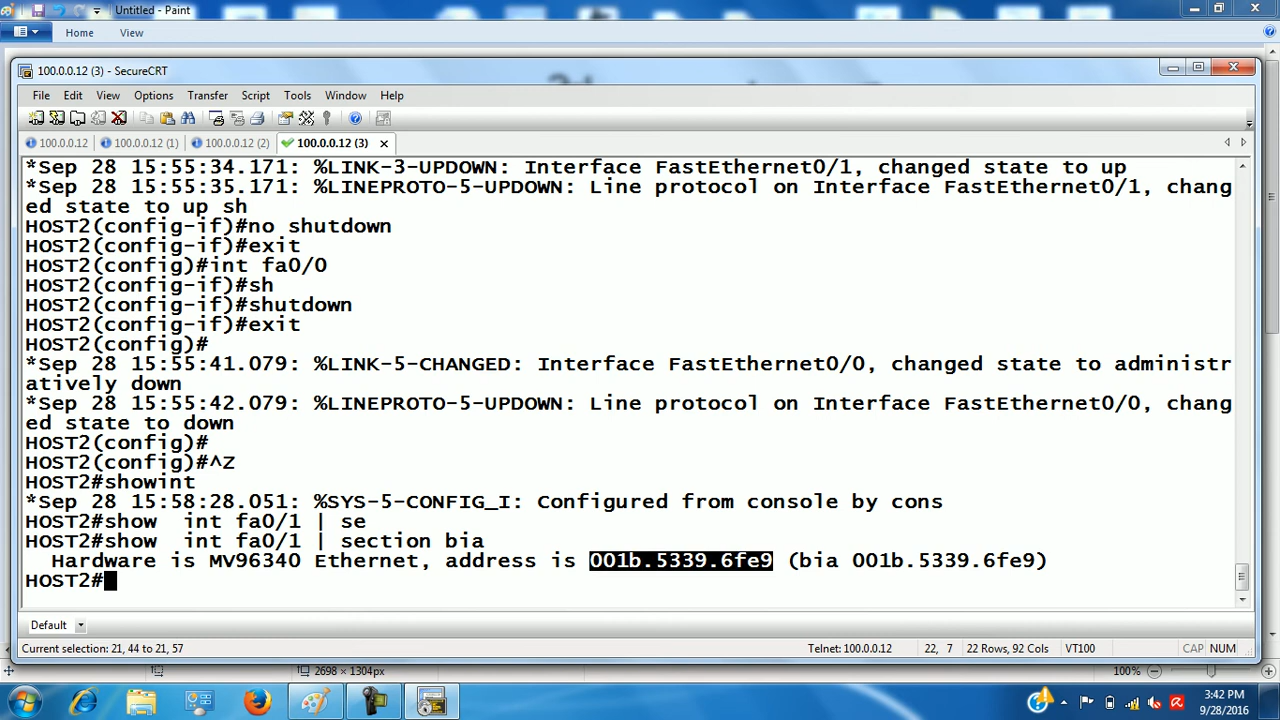 Untitled - Paint
Home View
100.0.0.12 (3) - SecureCRT
File Edit View Options Transfer Script Tools Window Help
100.0.0.12 100.0.0.12 (1) 100.0.0.12 (2) 100.0.0.12 (3)
*Sep 28 15:55:34.171: %LINK-3-UPDOWN: Interface FastEthernet0/1, changed state to up
*Sep 28 15:55:35.171: %LINEPROTO-5-UPDOWN: Line protocol on Interface FastEthernet0/1, chang
ed state to up sh
HOST2(config-if)#no shutdown
HOST2(config-if)#exit
HOST2(config)#int fa0/0
HOST2(config-if)#sh
HOST2(config-if)#shutdown
HOST2(config-if)#exit
HOST2(config)#
*Sep 28 15:55:41.079: %LINK-5-CHANGED: Interface FastEthernet0/0, changed state to administr
atively down
*Sep 28 15:55:42.079: %LINEPROTO-5-UPDOWN: Line protocol on Interface FastEthernet0/0, chang
ed state to down
HOST2(config)#
HOST2(config)#^Z
HOST2#showint
*Sep 28 15:58:28.051: %SYS-5-CONFIG_I: Configured from console by cons
HOST2#show  int fa0/1 | se
HOST2#show  int fa0/1 | section bia
  Hardware is MV96340 Ethernet, address is 001b.5339.6fe9 (bia 001b.5339.6fe9)
HOST2#
Default
Current selection: 21, 44 to 21, 57 Telnet: 100.0.0.12 22, 7 22 Rows, 92 Cols VT100 CAP NUM
2698 × 1304px 100%
3:42 PM
9/28/2016